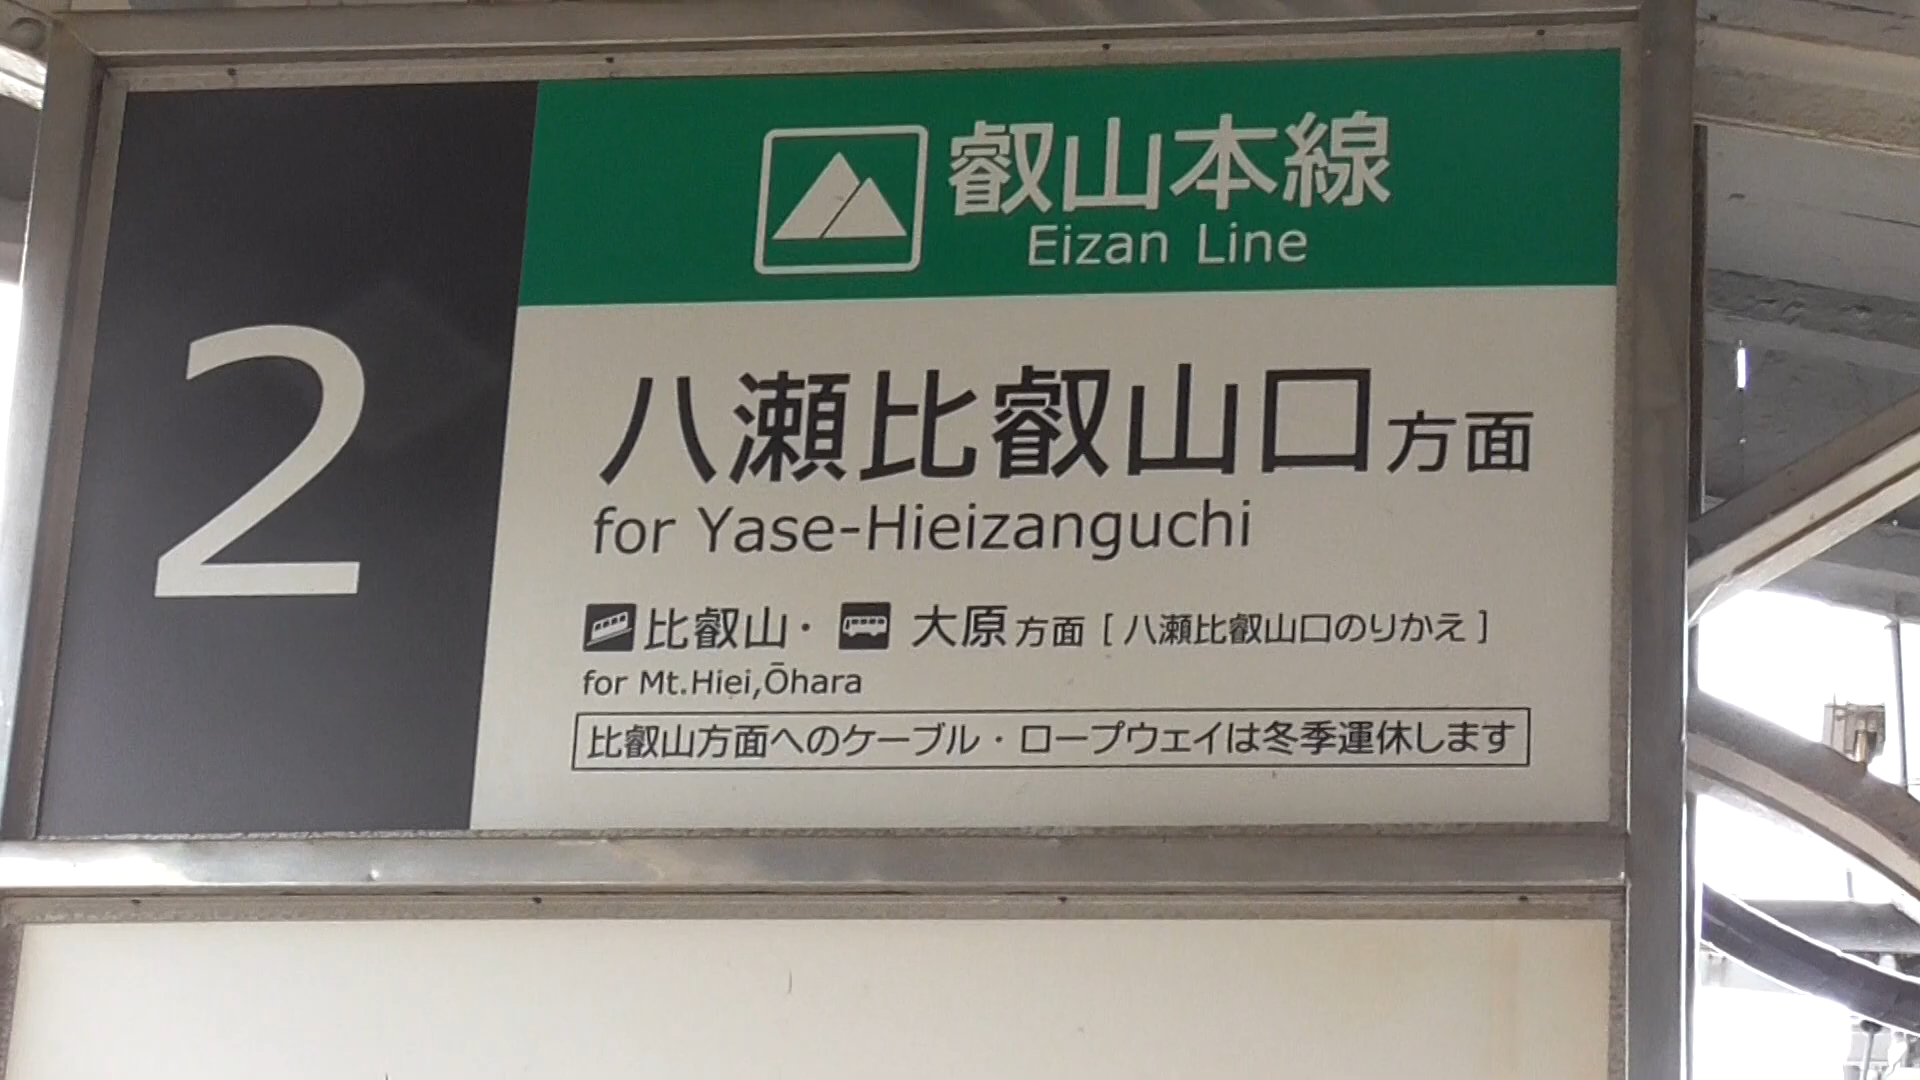 2
叡山本線
Eizan Line
八瀬比叡山口方面
for Yase-Hieizanguchi
比叡山・ 大原方面 [ 八瀬比叡山口のりかえ ]
for Mt.Hiei,Ōhara
比叡山方面へのケーブル・ロープウェイは冬季運休します